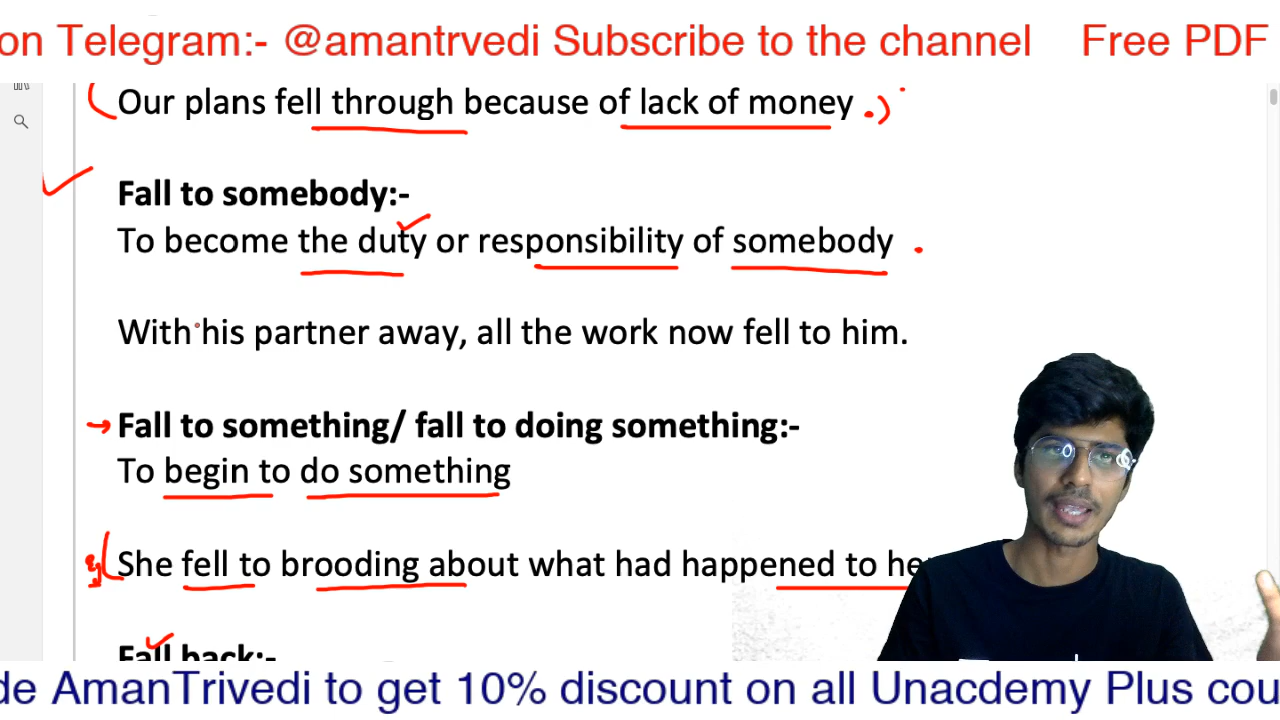 on Telegram:- @amantrvedi Subscribe to the channel Free PDF
Our plans fell through because of lack of money
Fall to somebody:-
To become the duty or responsibility of somebody
With his partner away, all the work now fell to him.
Fall to something/ fall to doing something:-
To begin to do something
She fell to brooding about what had happened to he
Fall back:-
de AmanTrivedi to get 10% discount on all Unacdemy Plus cou